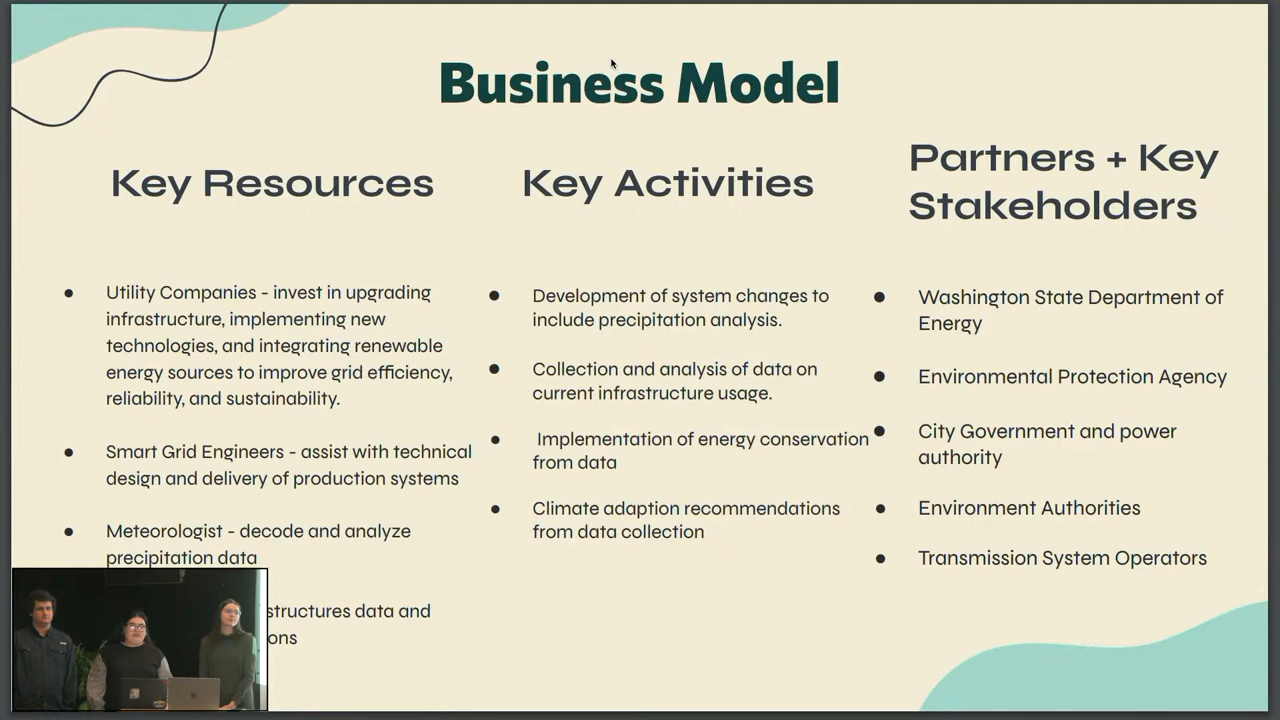 Business Model
Key Resources
Utility Companies - invest in upgrading
infrastructure, implementing new
technologies, and integrating renewable
energy sources to improve grid efficiency,
reliability, and sustainability.
Smart Grid Engineers - assist with technical
design and delivery of production systems
Meteorologist - decode and analyze
precipitation data
structures data and
Key Activities
Development of system changes to
include precipitation analysis.
Collection and analysis of data on
current infrastructure usage.
Implementation of energy conservation
from data
Climate adaption recommendations
from data collection
Partners + Key
Stakeholders
Washington State Department of
Energy
Environmental Protection Agency
City Government and power
authority
Environment Authorities
Transmission System Operators